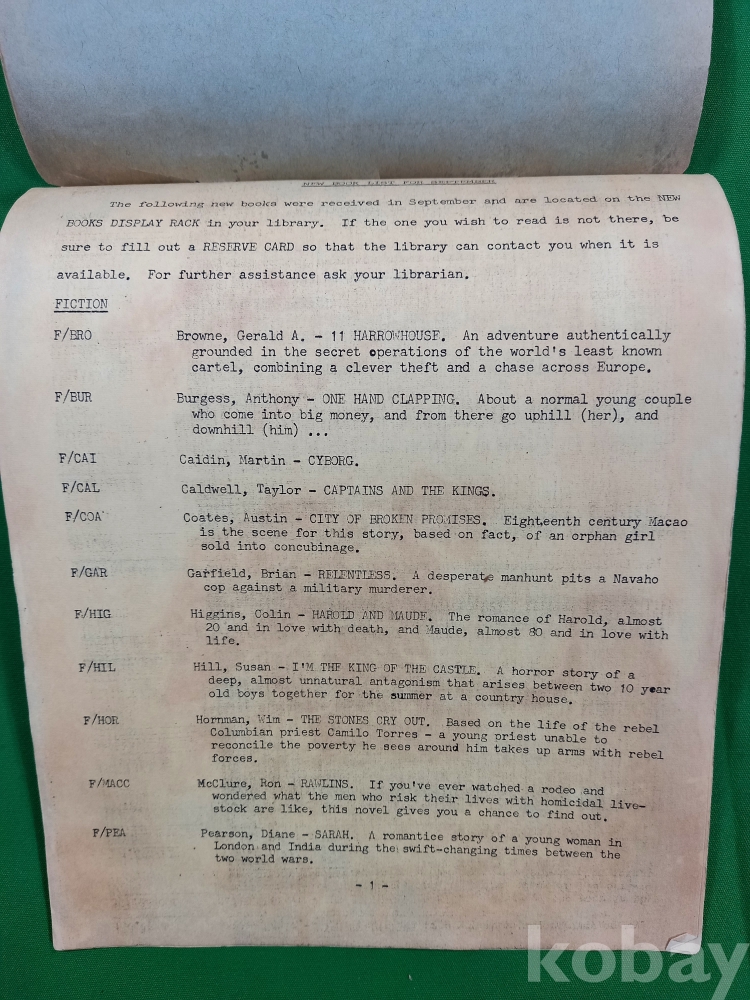 NEW BOOK LIST FOR SEPTEMBER
The following new books were received in September and are located on the NEW
BOOKS DISPLAY RACK in your library. If the one you wish to read is not there, be
sure to fill out a RESERVE CARD so that the library can contact you when it is
available. For further assistance ask your librarian.
FICTION
F/BRO Browne, Gerald A. - 11 HARROWHOUSE. An adventure authentically
grounded in the secret operations of the world's least known
cartel, combining a clever theft and a chase across Europe.
F/BUR Burgess, Anthony - ONE HAND CLAPPING. About a normal young couple
who come into big money, and from there go uphill (her), and
downhill (him) ...
F/CAI Caidin, Martin - CYBORG.
F/CAL Caldwell, Taylor - CAPTAINS AND THE KINGS.
F/COA Coates, Austin - CITY OF BROKEN PROMISES. Eighteenth century Macao
is the scene for this story, based on fact, of an orphan girl
sold into concubinage.
F/GAR Garfield, Brian - RELENTLESS. A desperate manhunt pits a Navaho
cop against a military murderer.
F/HIG Higgins, Colin - HAROLD AND MAUDE. The romance of Harold, almost
20 and in love with death, and Maude, almost 80 and in love with
life.
F/HIL Hill, Susan - I'M THE KING OF THE CASTLE. A horror story of a
deep, almost unnatural antagonism that arises between two 10 year
old boys together for the summer at a country house.
F/HOR Hornman, Wim - THE STONES CRY OUT. Based on the life of the rebel
Columbian priest Camilo Torres - a young priest unable to
reconcile the poverty he sees around him takes up arms with rebel
forces.
F/MACC McClure, Ron - RAWLINS. If you've ever watched a rodeo and
wondered what the men who risk their lives with homicidal live-
stock are like, this novel gives you a chance to find out.
F/PEA Pearson, Diane - SARAH. A romantice story of a young woman in
London and India during the swift-changing times between the
two world wars.
- 1 -
kobay